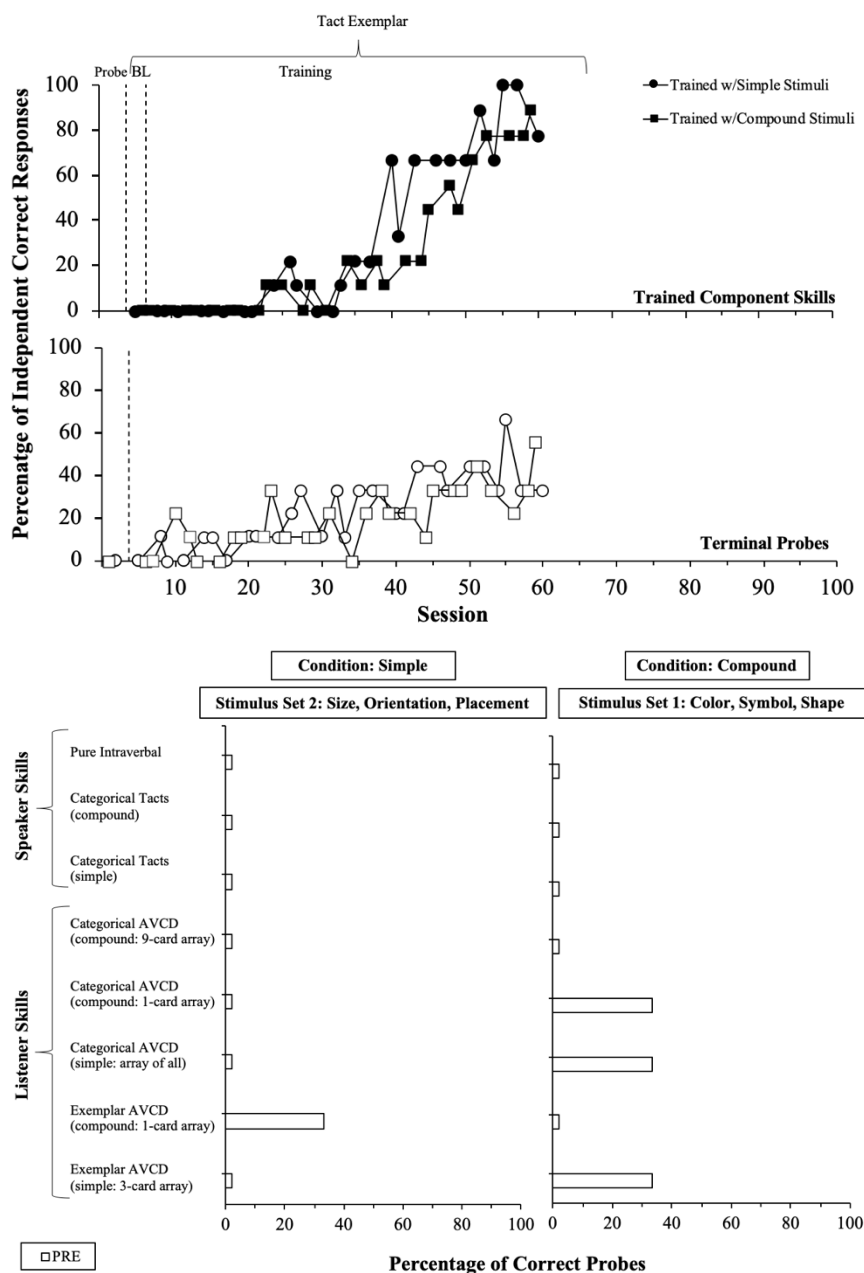 Tact Exemplar
Probe BL Training
100
80
60
40
20
0
Trained w/Simple Stimuli
Trained w/Compound Stimuli
Trained Component Skills
Percenatge of Independent Correct Responses
100
80
60
40
20
0
Terminal Probes
10 20 30 40 50 60 70 80 90 100
Session
Condition: Simple
Condition: Compound
Stimulus Set 2: Size, Orientation, Placement
Stimulus Set 1: Color, Symbol, Shape
Speaker Skills
Pure Intraverbal
Categorical Tacts
(compound)
Categorical Tacts
(simple)
Listener Skills
Categorical AVCD
(compound: 9-card array)
Categorical AVCD
(compound: 1-card array)
Categorical AVCD
(simple: array of all)
Exemplar AVCD
(compound: 1-card array)
Exemplar AVCD
(simple: 3-card array)
0 20 40 60 80 100
0 20 40 60 80 100
PRE
Percentage of Correct Probes